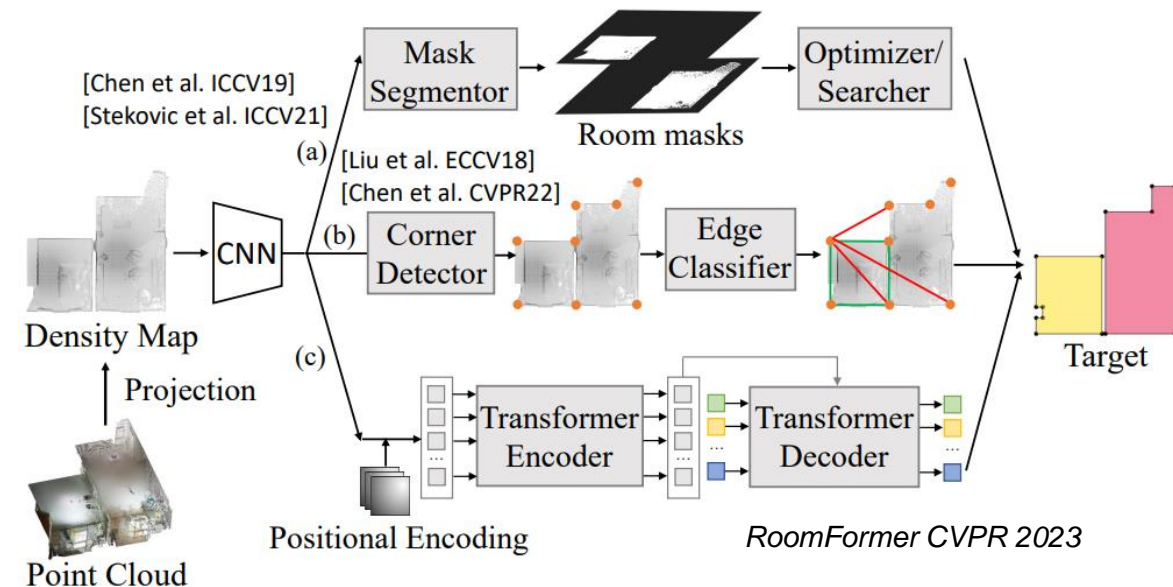 [Chen et al. ICCV19]
[Stekovic et al. ICCV21]
(a)
Mask
Segmentor
Room masks
Optimizer/
Searcher
[Liu et al. ECCV18]
[Chen et al. CVPR22]
CNN
(b)
Corner
Detector
Edge
Classifier
Density Map
Target
(c)
Projection
...
Transformer
Encoder
...
...
Transformer
Decoder
...
Positional Encoding
RoomFormer CVPR 2023
Point Cloud